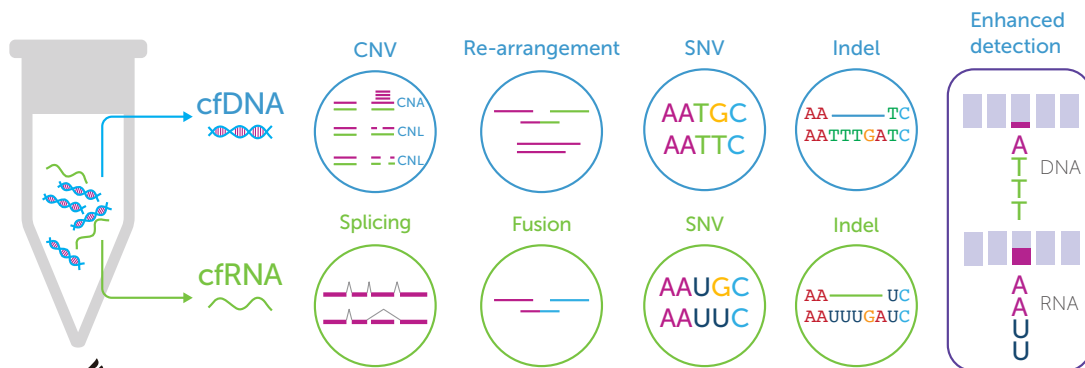 CNV
Re-arrangement
SNV
Indel
Enhanced
detection
cfDNA
CNA
CNL
CNL
AATGC
AATTC
AA TC
AATTTGATC
A
T
T
T
DNA
Splicing
Fusion
SNV
Indel
cfRNA
AAUGC
AAUUC
AA UC
AAUUUGAUC
A
A
U
U
RNA